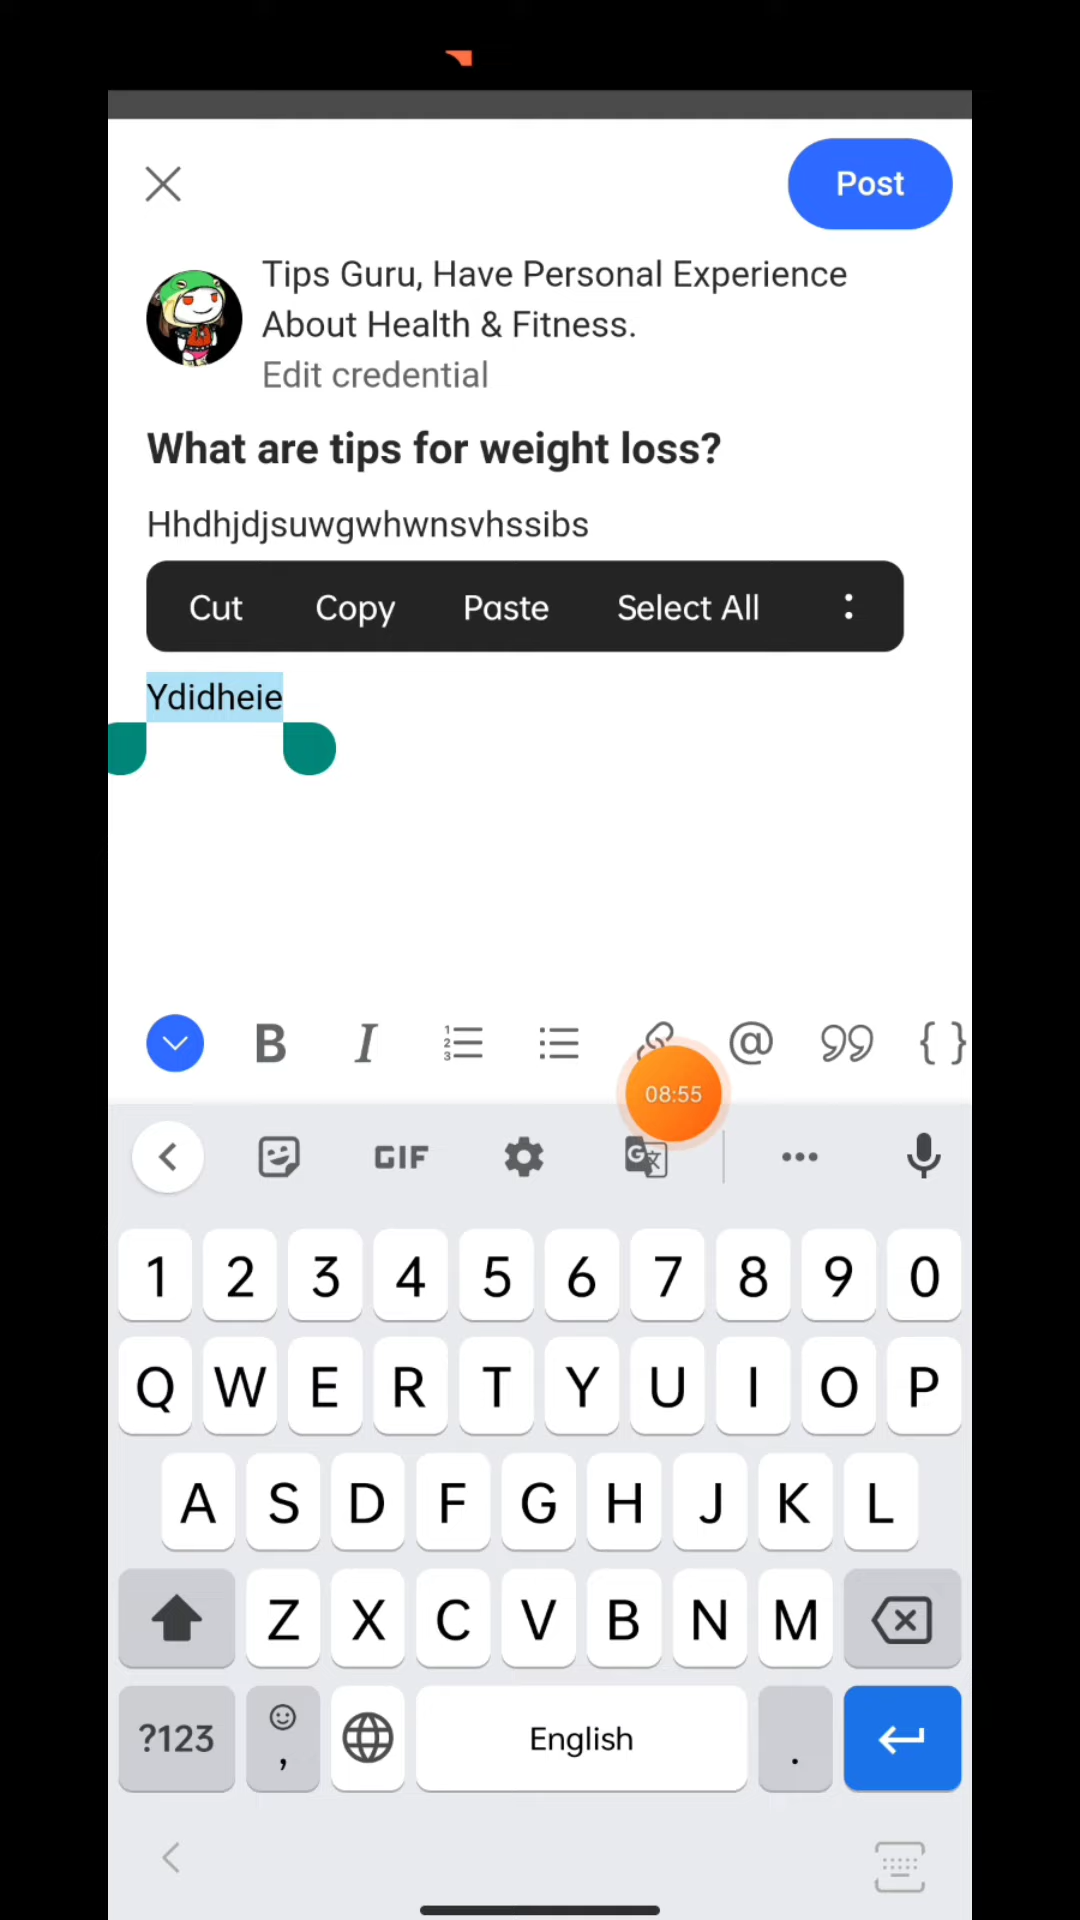 Post
Tips Guru, Have Personal Experience
About Health & Fitness.
Edit credential
What are tips for weight loss?
Hhdhjdjsuwgwhwnsvhssibs
Cut Copy Paste Select All
Ydidheie
B I @ { }
08:55
GIF
1 2 3 4 5 6 7 8 9 0
Q W E R T Y U I O P
A S D F G H J K L
Z X C V B N M
?123 , English .